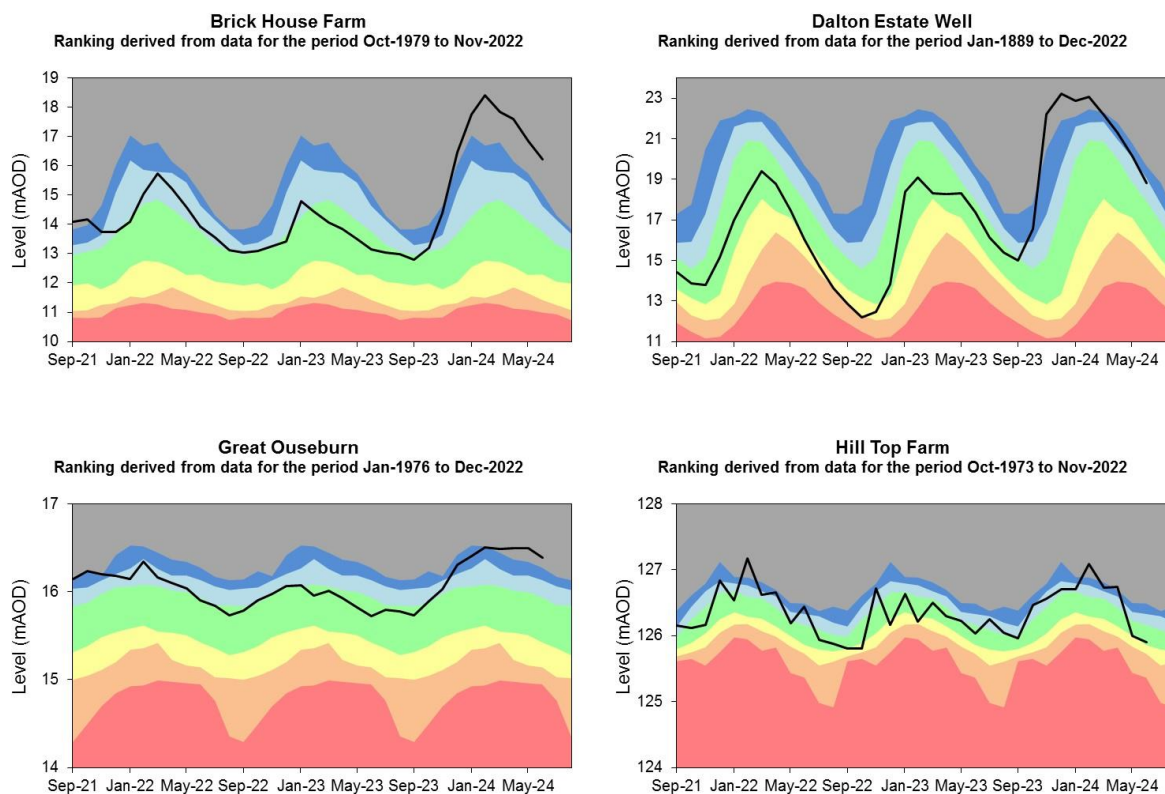 Brick House Farm
Ranking derived from data for the period Oct-1979 to Nov-2022
19
18
17
16
15
14
13
12
11
10
Level (mAOD)
Sep-21 Jan-22 May-22 Sep-22 Jan-23 May-23 Sep-23 Jan-24 May-24
Dalton Estate Well
Ranking derived from data for the period Jan-1889 to Dec-2022
23
21
19
17
15
13
11
Level (mAOD)
Sep-21 Jan-22 May-22 Sep-22 Jan-23 May-23 Sep-23 Jan-24 May-24
Great Ouseburn
Ranking derived from data for the period Jan-1976 to Dec-2022
17
16
15
14
Level (mAOD)
Sep-21 Jan-22 May-22 Sep-22 Jan-23 May-23 Sep-23 Jan-24 May-24
Hill Top Farm
Ranking derived from data for the period Oct-1973 to Nov-2022
128
127
126
125
124
Level (mAOD)
Sep-21 Jan-22 May-22 Sep-22 Jan-23 May-23 Sep-23 Jan-24 May-24